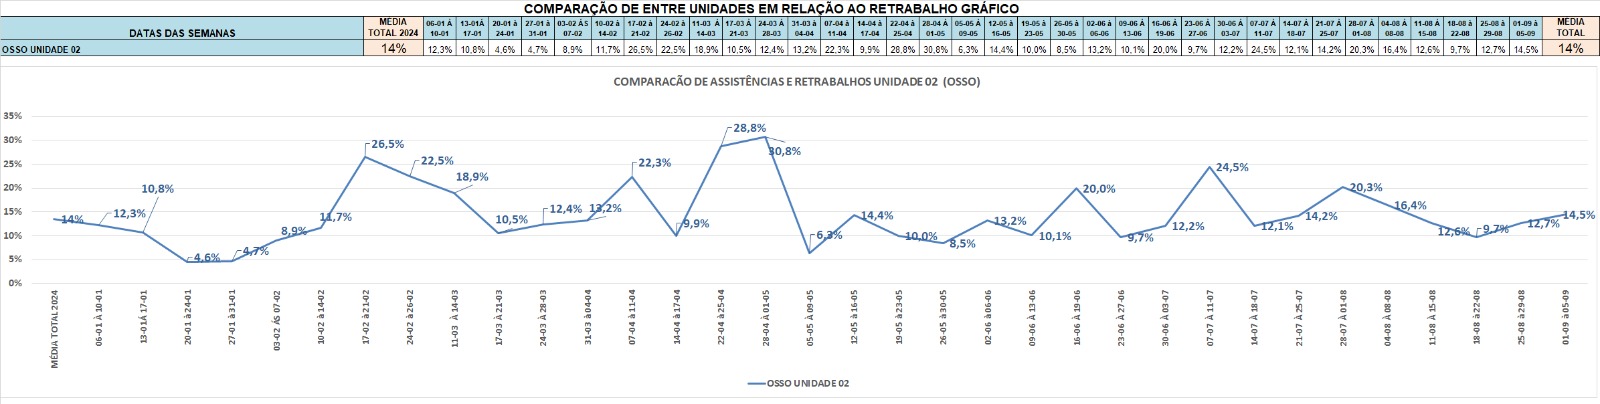 COMPARAÇÃO DE ENTRE UNIDADES EM RELAÇÃO AO RETRABALHO GRÁFICO
DATAS DAS SEMANAS
MÉDIA TOTAL 2024
06-01 À 10-01
13-01À 17-01
20-01 à 24-01
27-01 à 31-01
03-02 ÀS 07-02
10-02 à 14-02
17-02 à 21-02
24-02 à 26-02
11-03 À 14-03
17-03 À 21-03
24-03 À 28-03
31-03 à 04-04
07-04 À 11-04
14-04 à 17-04
22-04 à 25-04
28-04 À 01-05
05-05 À 09-05
12-05 à 16-05
19-05 à 23-05
26-05 à 30-05
02-06 à 06-06
09-06 À 13-06
16-06 À 19-06
23-06 À 27-06
30-06 À 03-07
07-07 À 11-07
14-07 À 18-07
21-07 À 25-07
28-07 À 01-08
04-08 À 08-08
11-08 À 15-08
18-08 à 22-08
25-08 à 29-08
01-09 à 05-09
MÉDIA TOTAL
OSSO UNIDADE 02
14% 12,3% 10,8% 4,6% 4,7% 8,9% 11,7% 26,5% 22,5% 18,9% 10,5% 12,4% 13,2% 22,3% 9,9% 28,8% 30,8% 6,3% 14,4% 10,0% 8,5% 13,2% 10,1% 20,0% 9,7% 12,2% 24,5% 12,1% 14,2% 20,3% 16,4% 12,6% 9,7% 12,7% 14,5% 14%
COMPARACÃO DE ASSISTÊNCIAS E RETRABALHOS UNIDADE 02 (OSSO)
35%
30%
25%
20%
15%
10%
5%
0%
14%
12,3%
10,8%
4,6%
4,7%
8,9%
11,7%
26,5%
22,5%
18,9%
10,5%
12,4%
13,2%
22,3%
9,9%
28,8%
30,8%
6,3%
14,4%
10,0%
8,5%
13,2%
10,1%
20,0%
9,7%
12,2%
24,5%
12,1%
14,2%
20,3%
16,4%
12,6%
9,7%
12,7%
14,5%
MÉDIA TOTAL 2024
06-01 À 10-01
13-01À 17-01
20-01 à 24-01
27-01 à 31-01
03-02 ÁS 07-02
10-02 à 14-02
17-02 à 21-02
24-02 à 26-02
11-03 À 14-03
17-03 À 21-03
24-03 À 28-03
31-03 à 04-04
07-04 À 11-04
14-04 à 17-04
22-04 à 25-04
28-04 À 01-05
05-05 À 09-05
12-05 à 16-05
19-05 à 23-05
26-05 à 30-05
02-06 à 06-06
09-06 À 13-06
16-06 À 19-06
23-06 À 27-06
30-06 À 03-07
07-07 À 11-07
14-07 À 18-07
21-07 À 25-07
28-07 À 01-08
04-08 À 08-08
11-08 À 15-08
18-08 à 22-08
25-08 à 29-08
01-09 à 05-09
OSSO UNIDADE 02